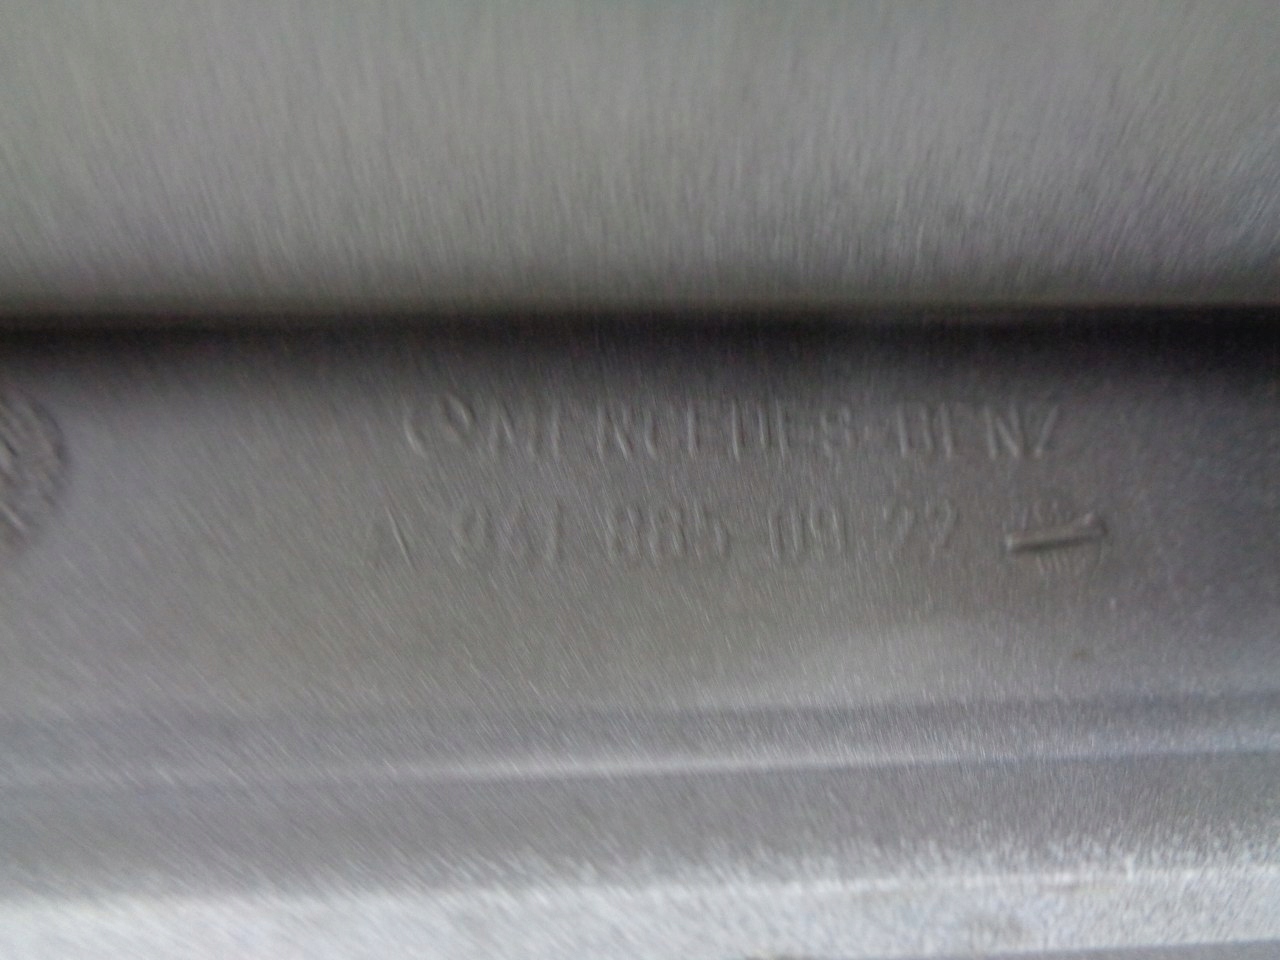 © MERCEDES-BENZ
A 885 09 22